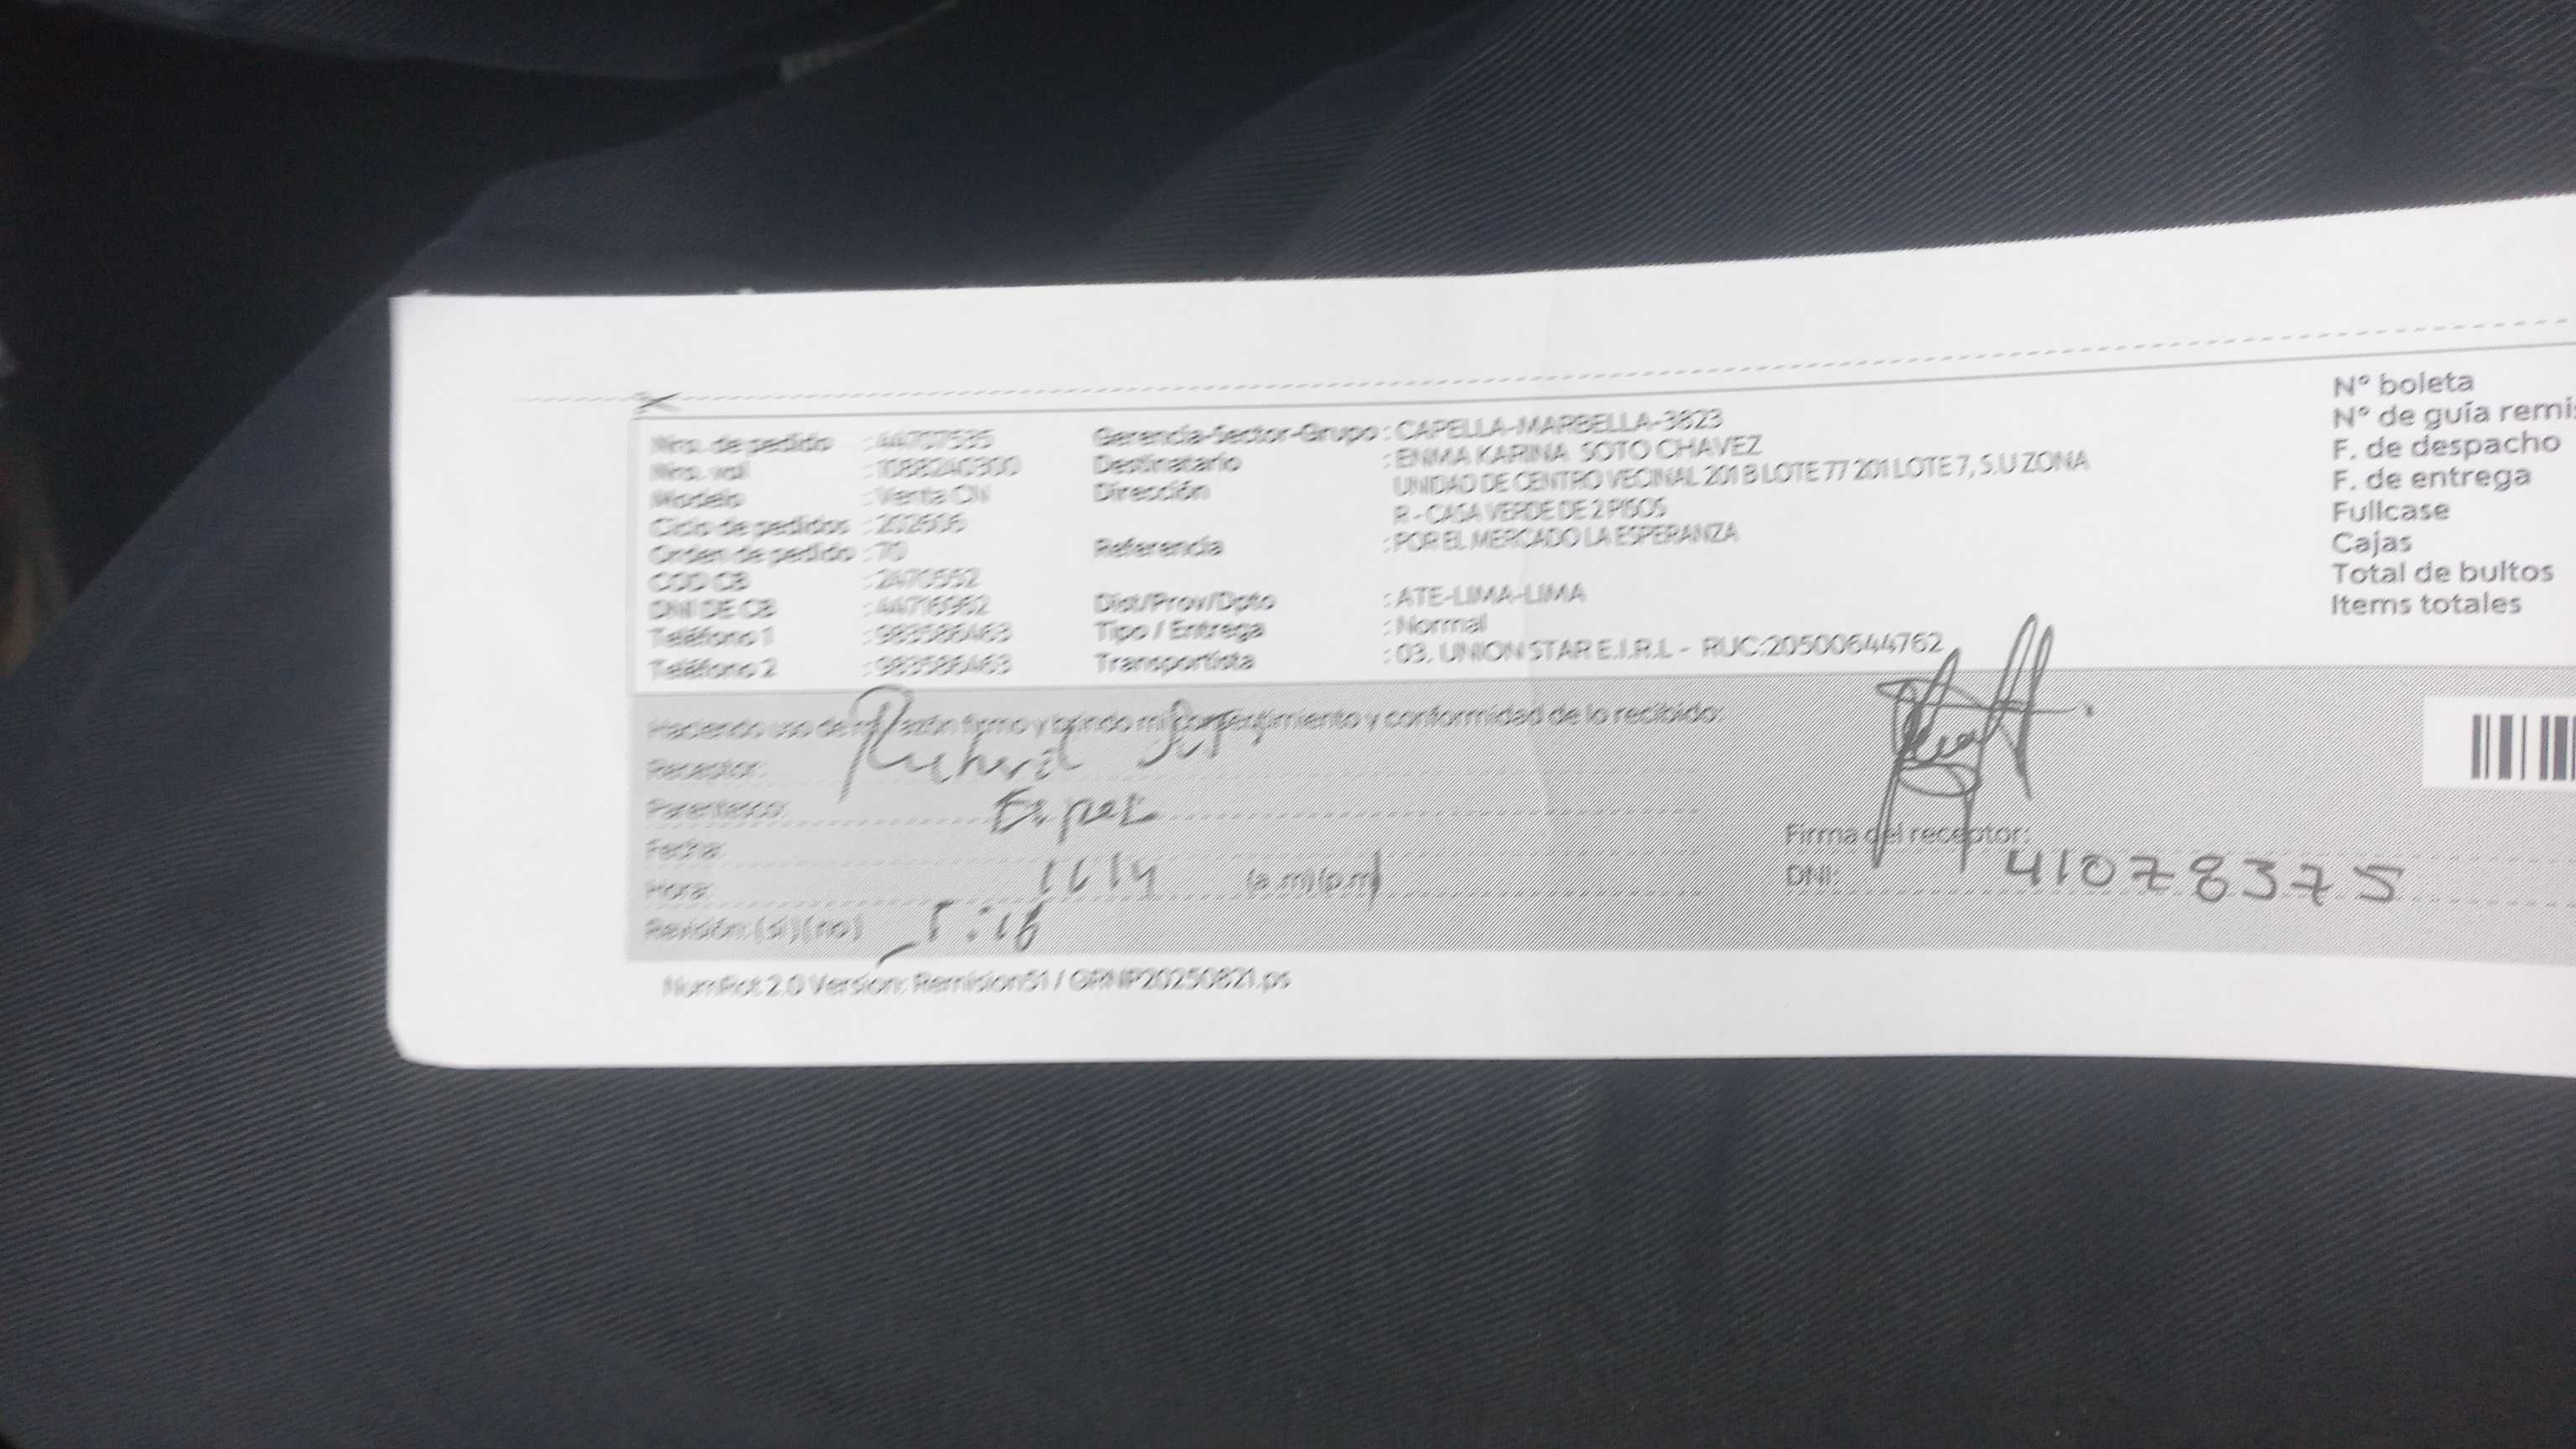 Nro. de pedido : 44707535
Nro. val : 1088240300
Modelo : Venta CN
Ciclo de pedidos : 202606
Orden de pedido : 70
COD CB : 2470552
DNI DE CB : 44716962
Teléfono 1 : 983586463
Teléfono 2 : 983586463
Gerencia-Sector-Grupo : CAPELLA-MARBELLA-3823
Destinatario : ENMA KARINA SOTO CHAVEZ
Dirección UNIDAD DE CENTRO VECINAL 201 B LOTE 77 201 LOTE 7, S.U ZONA
R - CASA VERDE DE 2 PISOS
Referencia : POR EL MERCADO LA ESPERANZA
Dist/Prov/Dpto : ATE-LIMA-LIMA
Tipo / Entrega : Normal
Transportista : 03. UNION STAR E.I.R.L - RUC:20500644762
N° boleta
N° de guía remis
F. de despacho
F. de entrega
Fullcase
Cajas
Total de bultos
Items totales
Haciendo uso de mi razón firmo y brindo mi consentimiento y conformidad de lo recibido:
Receptor: Richard
Parentesco:
Fecha:
Hora: (a.m)(p.m)
Revisión: (si) (no)
Firma del receptor:
DNI: 41078375
NumRot 2.0 Version: Remision51 / GRNP20250821.ps